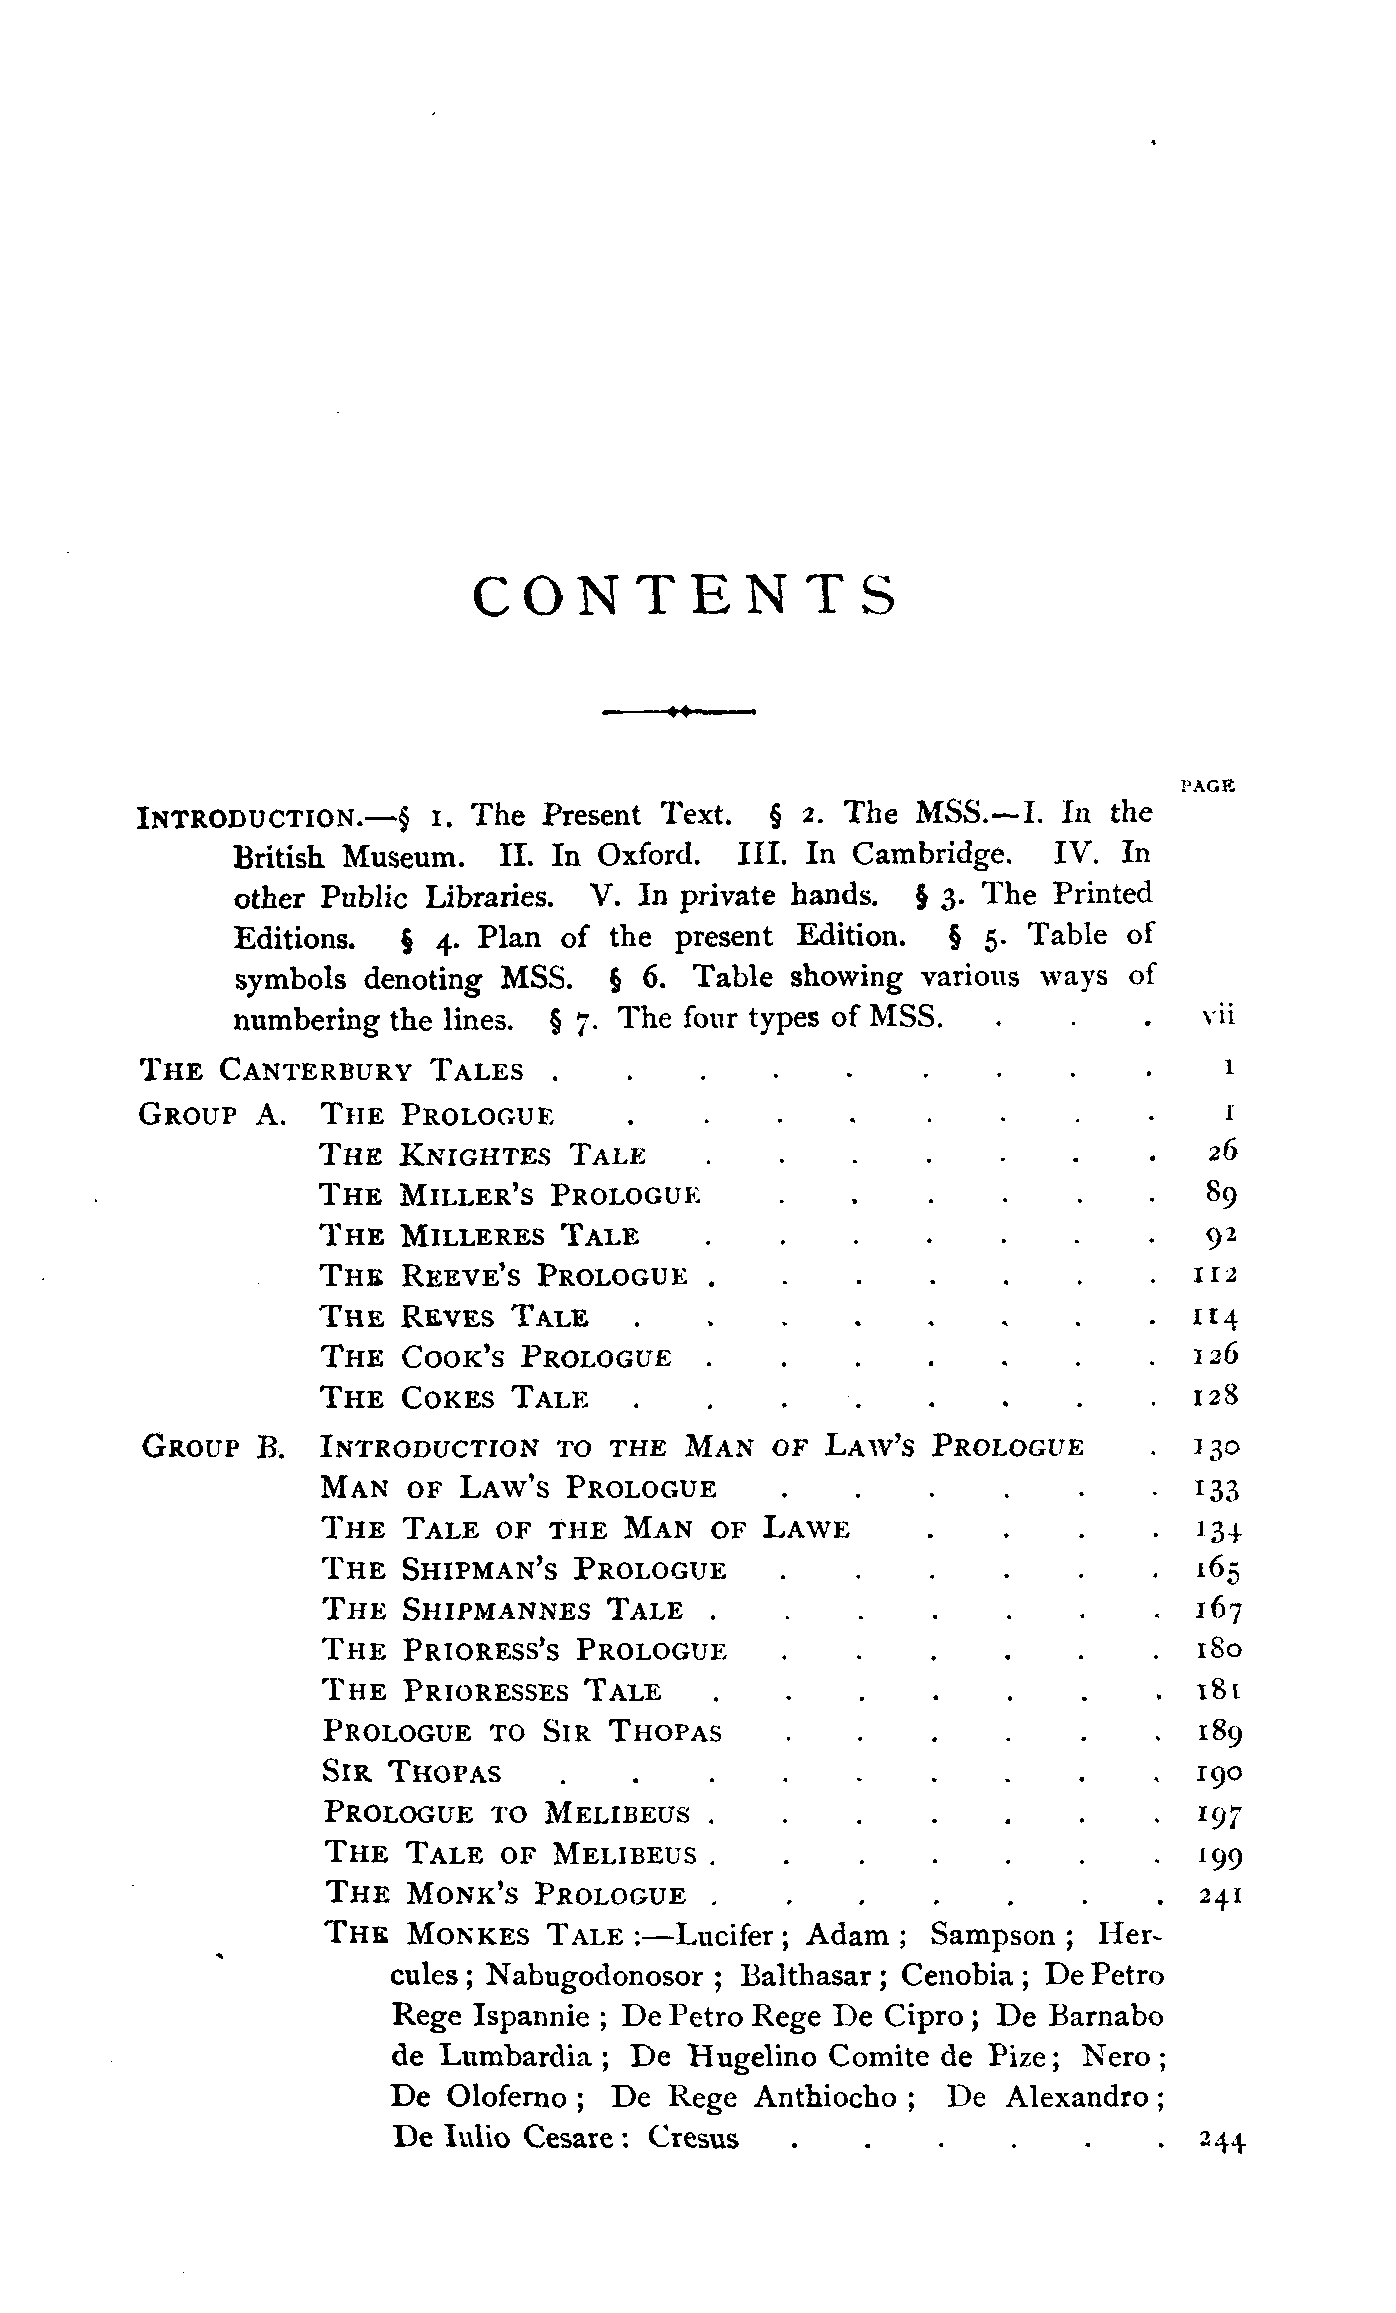 CONTENTS
PAGE
INTRODUCTION.—§ 1. The Present Text. § 2. The MSS.—I. In the
British Museum. II. In Oxford. III. In Cambridge. IV. In
other Public Libraries. V. In private hands. § 3. The Printed
Editions. § 4. Plan of the present Edition. § 5. Table of
symbols denoting MSS. § 6. Table showing various ways of
numbering the lines. § 7. The four types of MSS. . . . vii
THE CANTERBURY TALES . . . . . . . . . 1
GROUP A. THE PROLOGUE . . . . . . . . 1
THE KNIGHTES TALE . . . . . . . 26
THE MILLER'S PROLOGUE . . . . . . 89
THE MILLERES TALE . . . . . . . 92
THE REEVE'S PROLOGUE . . . . . . . 112
THE REVES TALE . . . . . . . . 114
THE COOK'S PROLOGUE . . . . . . . 126
THE COKES TALE . . . . . . . . 128
GROUP B. INTRODUCTION TO THE MAN OF LAW'S PROLOGUE . 130
MAN OF LAW'S PROLOGUE . . . . . . 133
THE TALE OF THE MAN OF LAWE . . . . 134
THE SHIPMAN'S PROLOGUE . . . . . . 165
THE SHIPMANNES TALE . . . . . . . 167
THE PRIORESS'S PROLOGUE . . . . . . 180
THE PRIORESSES TALE . . . . . . . 181
PROLOGUE TO SIR THOPAS . . . . . . 189
SIR THOPAS . . . . . . . . . 190
PROLOGUE TO MELIBEUS . . . . . . . 197
THE TALE OF MELIBEUS . . . . . . . 199
THE MONK'S PROLOGUE . . . . . . . 241
THE MONKES TALE :—Lucifer ; Adam ; Sampson ; Her-
cules ; Nabugodonosor ; Balthasar ; Cenobia ; De Petro
Rege Ispannie ; De Petro Rege De Cipro ; De Barnabo
de Lumbardia ; De Hugelino Comite de Pize ; Nero ;
De Oloferno ; De Rege Anthiocho ; De Alexandro ;
De Iulio Cesare : Cresus . . . . . . 244